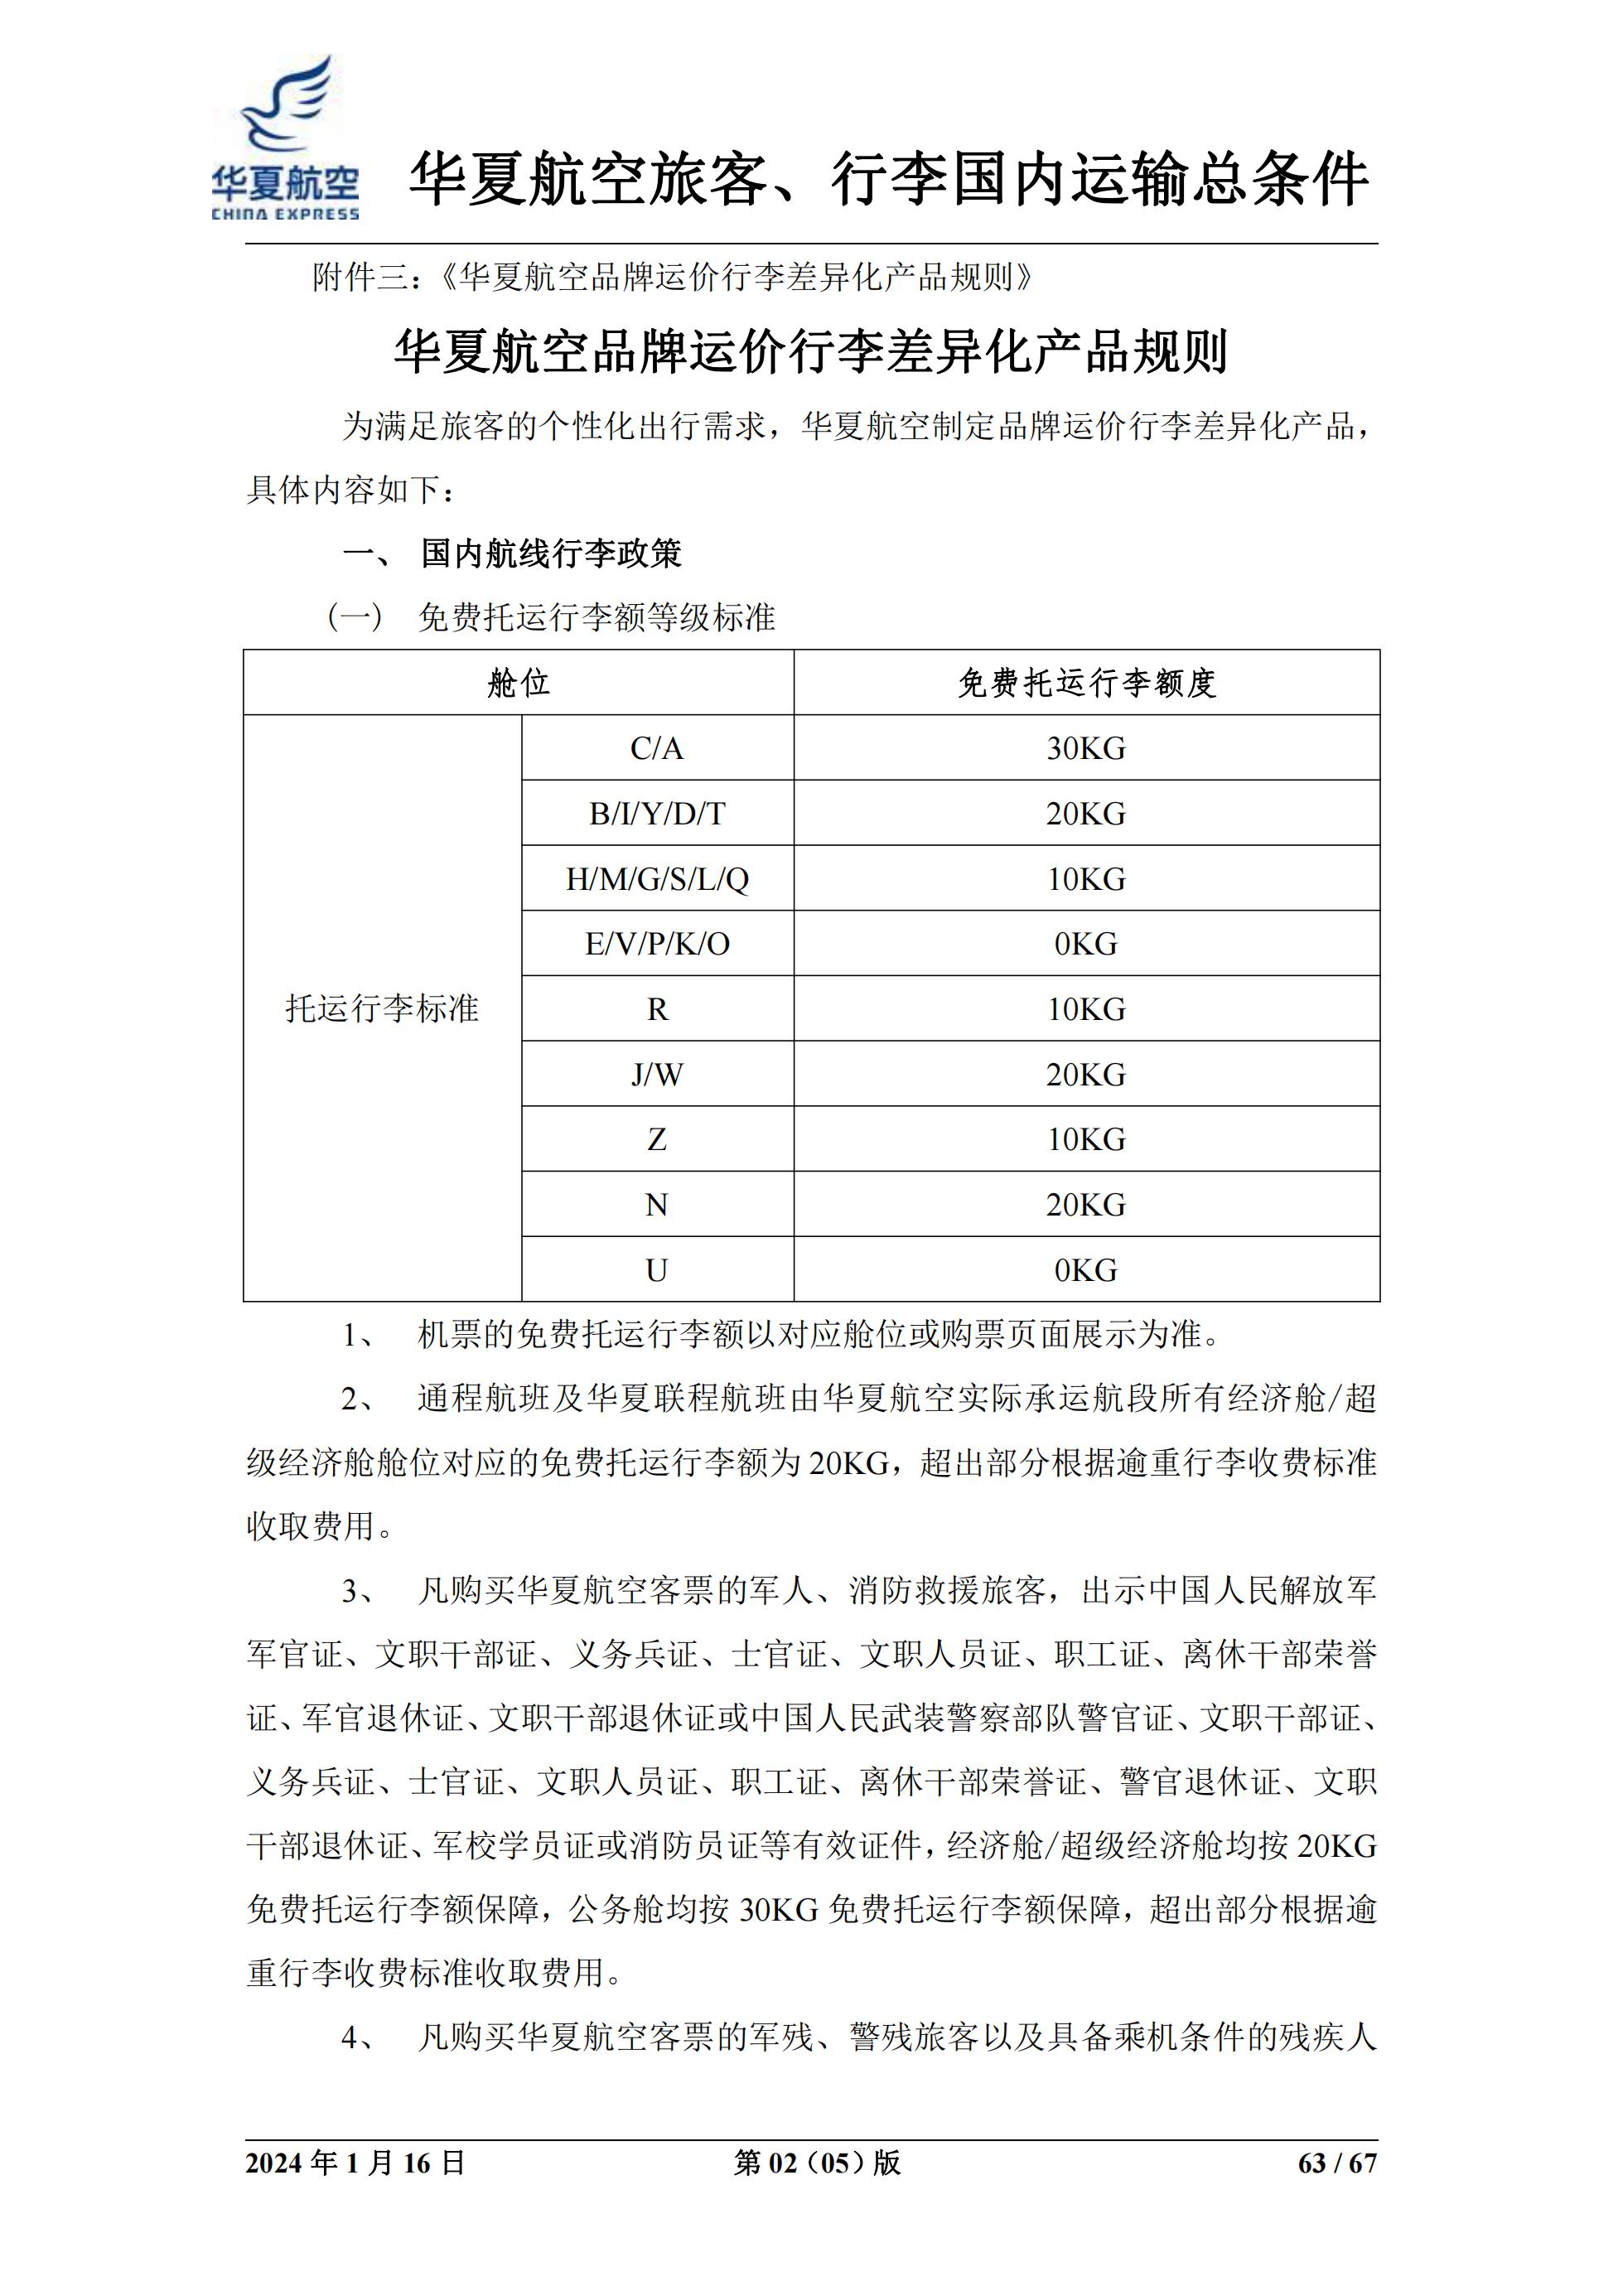 华夏航空
CHINA EXPRESS
华夏航空旅客、行李国内运输总条件
附件三：《华夏航空品牌运价行李差异化产品规则》
华夏航空品牌运价行李差异化产品规则
为满足旅客的个性化出行需求，华夏航空制定品牌运价行李差异化产品，
具体内容如下：
一、 国内航线行李政策
（一） 免费托运行李额等级标准
舱位 免费托运行李额度
托运行李标准
C/A 30KG
B/I/Y/D/T 20KG
H/M/G/S/L/Q 10KG
E/V/P/K/O 0KG
R 10KG
J/W 20KG
Z 10KG
N 20KG
U 0KG
1、 机票的免费托运行李额以对应舱位或购票页面展示为准。
2、 通程航班及华夏联程航班由华夏航空实际承运航段所有经济舱/超
级经济舱舱位对应的免费托运行李额为 20KG，超出部分根据逾重行李收费标准
收取费用。
3、 凡购买华夏航空客票的军人、消防救援旅客，出示中国人民解放军
军官证、文职干部证、义务兵证、士官证、文职人员证、职工证、离休干部荣誉
证、军官退休证、文职干部退休证或中国人民武装警察部队警官证、文职干部证、
义务兵证、士官证、文职人员证、职工证、离休干部荣誉证、警官退休证、文职
干部退休证、军校学员证或消防员证等有效证件，经济舱/超级经济舱均按 20KG
免费托运行李额保障，公务舱均按 30KG 免费托运行李额保障，超出部分根据逾
重行李收费标准收取费用。
4、 凡购买华夏航空客票的军残、警残旅客以及具备乘机条件的残疾人
2024 年 1 月 16 日 第 02（05）版 63 / 67